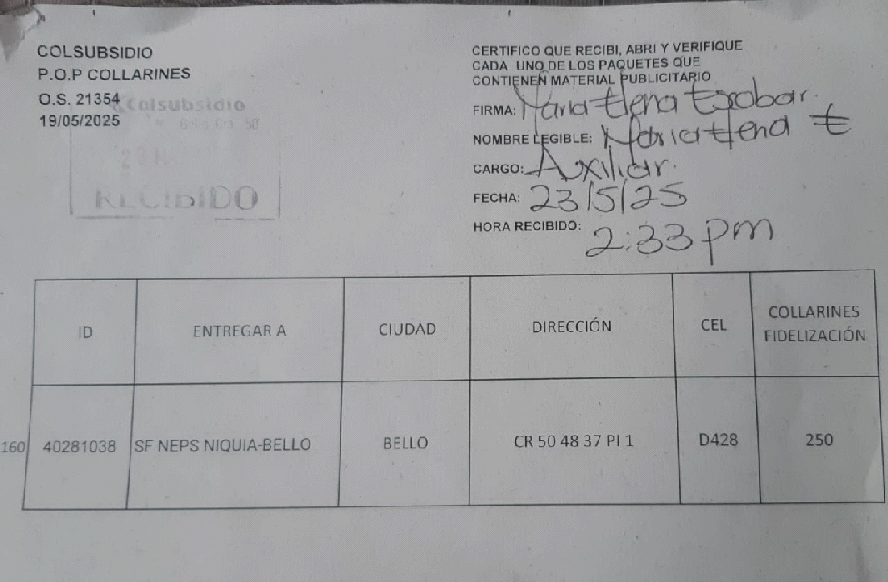 COLSUBSIDIO
P.O.P COLLARINES
O.S. 21354
19/05/2025
Colsubsidio
RECIBIDO
CERTIFICO QUE RECIBI, ABRI Y VERIFIQUE
CADA UNO DE LOS PAQUETES QUE
CONTIENEN MATERIAL PUBLICITARIO
FIRMA: Maria Elena Escobar.
NOMBRE LEGIBLE: Maria Elena E
CARGO: Auxiliar.
FECHA: 23/5/25
HORA RECIBIDO: 2:33 pm
ID ENTREGAR A CIUDAD DIRECCIÓN CEL COLLARINES FIDELIZACIÓN
160 40281038 SF NEPS NIQUIA-BELLO BELLO CR 50 48 37 PI 1 D428 250